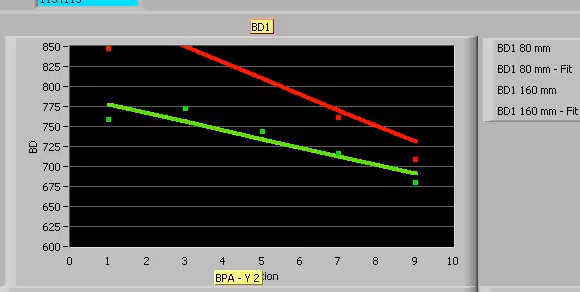 BD1
850
825
800
775
750
725
700
675
650
625
600
BD
0 1 2 3 4 5 6 7 8 9 10
BPA - Y 2
BD1 80 mm
BD1 80 mm - Fit
BD1 160 mm
BD1 160 mm - Fit